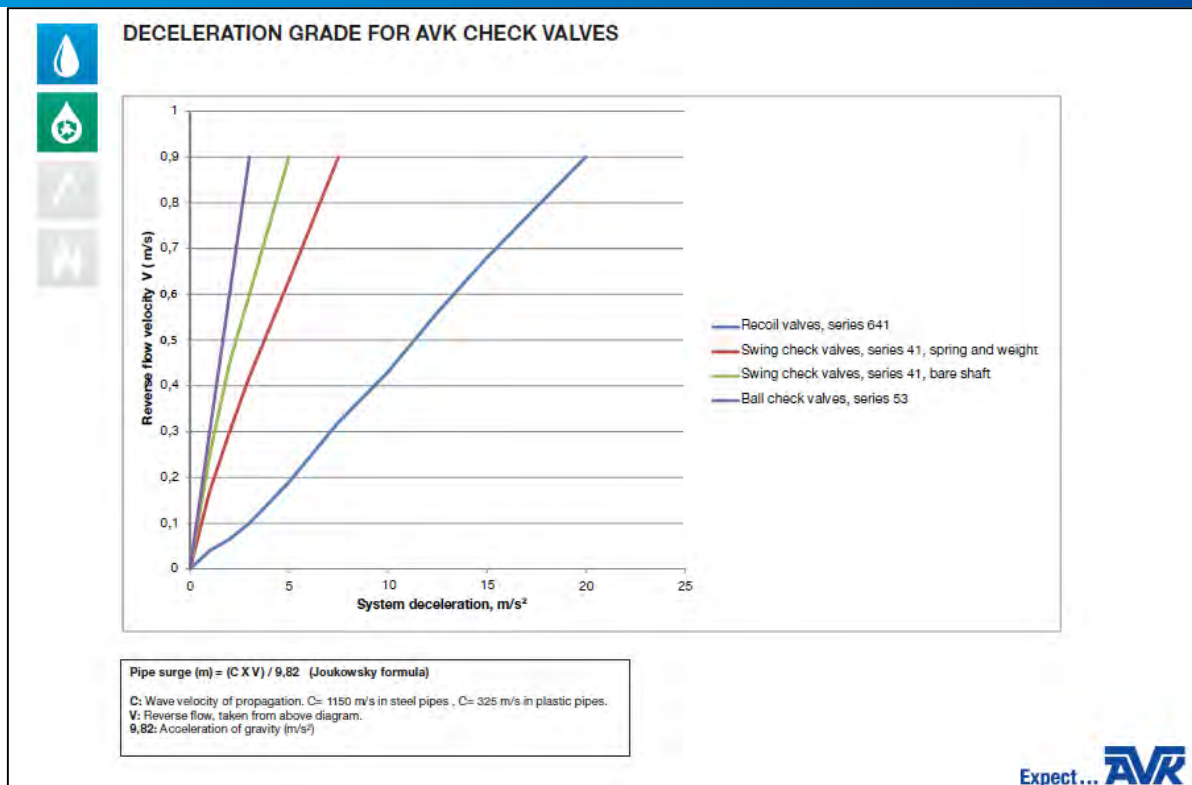 DECELERATION GRADE FOR AVK CHECK VALVES
Reverse flow velocity V ( m/s)
1
0,9
0,8
0,7
0,6
0,5
0,4
0,3
0,2
0,1
0
0 5 10 15 20 25
System deceleration, m/s²
Recoil valves, series 641
Swing check valves, series 41, spring and weight
Swing check valves, series 41, bare shaft
Ball check valves, series 53
Pipe surge (m) = (C X V) / 9,82 (Joukowsky formula)
C: Wave velocity of propagation. C= 1150 m/s in steel pipes , C= 325 m/s in plastic pipes.
V: Reverse flow, taken from above diagram.
9,82: Acceleration of gravity (m/s²)
Expect... AVK